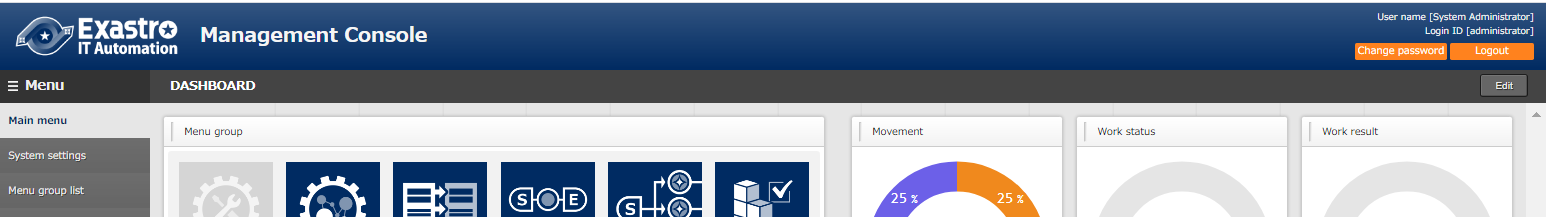 Exastro
IT Automation
Management Console
User name [System Administrator]
Login ID [administrator]
Change password
Logout
Menu
DASHBOARD
Edit
Main menu
System settings
Menu group list
Menu group
S O E
S
Movement
25 %
25 %
Work status
Work result